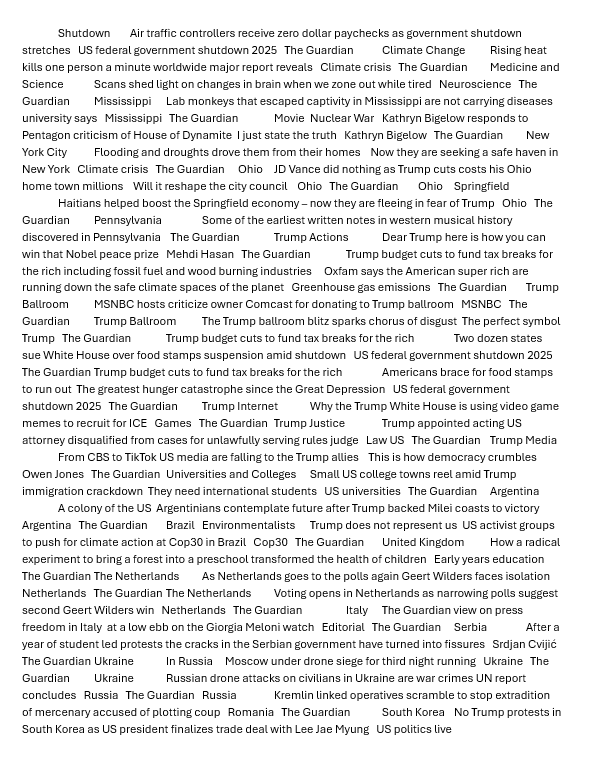 Shutdown Air traffic controllers receive zero dollar paychecks as government shutdown
stretches US federal government shutdown 2025 The Guardian Climate Change Rising heat
kills one person a minute worldwide major report reveals Climate crisis The Guardian Medicine and
Science Scans shed light on changes in brain when we zone out while tired Neuroscience The
Guardian Mississippi Lab monkeys that escaped captivity in Mississippi are not carrying diseases
university says Mississippi The Guardian Movie Nuclear War Kathryn Bigelow responds to
Pentagon criticism of House of Dynamite I just state the truth Kathryn Bigelow The Guardian New
York City Flooding and droughts drove them from their homes Now they are seeking a safe haven in
New York Climate crisis The Guardian Ohio JD Vance did nothing as Trump cuts costs his Ohio
home town millions Will it reshape the city council Ohio The Guardian Ohio Springfield
Haitians helped boost the Springfield economy – now they are fleeing in fear of Trump Ohio The
Guardian Pennsylvania Some of the earliest written notes in western musical history
discovered in Pennsylvania The Guardian Trump Actions Dear Trump here is how you can
win that Nobel peace prize Mehdi Hasan The Guardian Trump budget cuts to fund tax breaks for
the rich including fossil fuel and wood burning industries Oxfam says the American super rich are
running down the safe climate spaces of the planet Greenhouse gas emissions The Guardian Trump
Ballroom MSNBC hosts criticize owner Comcast for donating to Trump ballroom MSNBC The
Guardian Trump Ballroom The Trump ballroom blitz sparks chorus of disgust The perfect symbol
Trump The Guardian Trump budget cuts to fund tax breaks for the rich Two dozen states
sue White House over food stamps suspension amid shutdown US federal government shutdown 2025
The Guardian Trump budget cuts to fund tax breaks for the rich Americans brace for food stamps
to run out The greatest hunger catastrophe since the Great Depression US federal government
shutdown 2025 The Guardian Trump Internet Why the Trump White House is using video game
memes to recruit for ICE Games The Guardian Trump Justice Trump appointed acting US
attorney disqualified from cases for unlawfully serving rules judge Law US The Guardian Trump Media
From CBS to TikTok US media are falling to the Trump allies This is how democracy crumbles
Owen Jones The Guardian Universities and Colleges Small US college towns reel amid Trump
immigration crackdown They need international students US universities The Guardian Argentina
A colony of the US Argentinians contemplate future after Trump backed Milei coasts to victory
Argentina The Guardian Brazil Environmentalists Trump does not represent us US activist groups
to push for climate action at Cop30 in Brazil Cop30 The Guardian United Kingdom How a radical
experiment to bring a forest into a preschool transformed the health of children Early years education
The Guardian The Netherlands As Netherlands goes to the polls again Geert Wilders faces isolation
Netherlands The Guardian The Netherlands Voting opens in Netherlands as narrowing polls suggest
second Geert Wilders win Netherlands The Guardian Italy The Guardian view on press
freedom in Italy at a low ebb on the Giorgia Meloni watch Editorial The Guardian Serbia After a
year of student led protests the cracks in the Serbian government have turned into fissures Srdjan Cvijić
The Guardian Ukraine In Russia Moscow under drone siege for third night running Ukraine The
Guardian Ukraine Russian drone attacks on civilians in Ukraine are war crimes UN report
concludes Russia The Guardian Russia Kremlin linked operatives scramble to stop extradition
of mercenary accused of plotting coup Romania The Guardian South Korea No Trump protests in
South Korea as US president finalizes trade deal with Lee Jae Myung US politics live